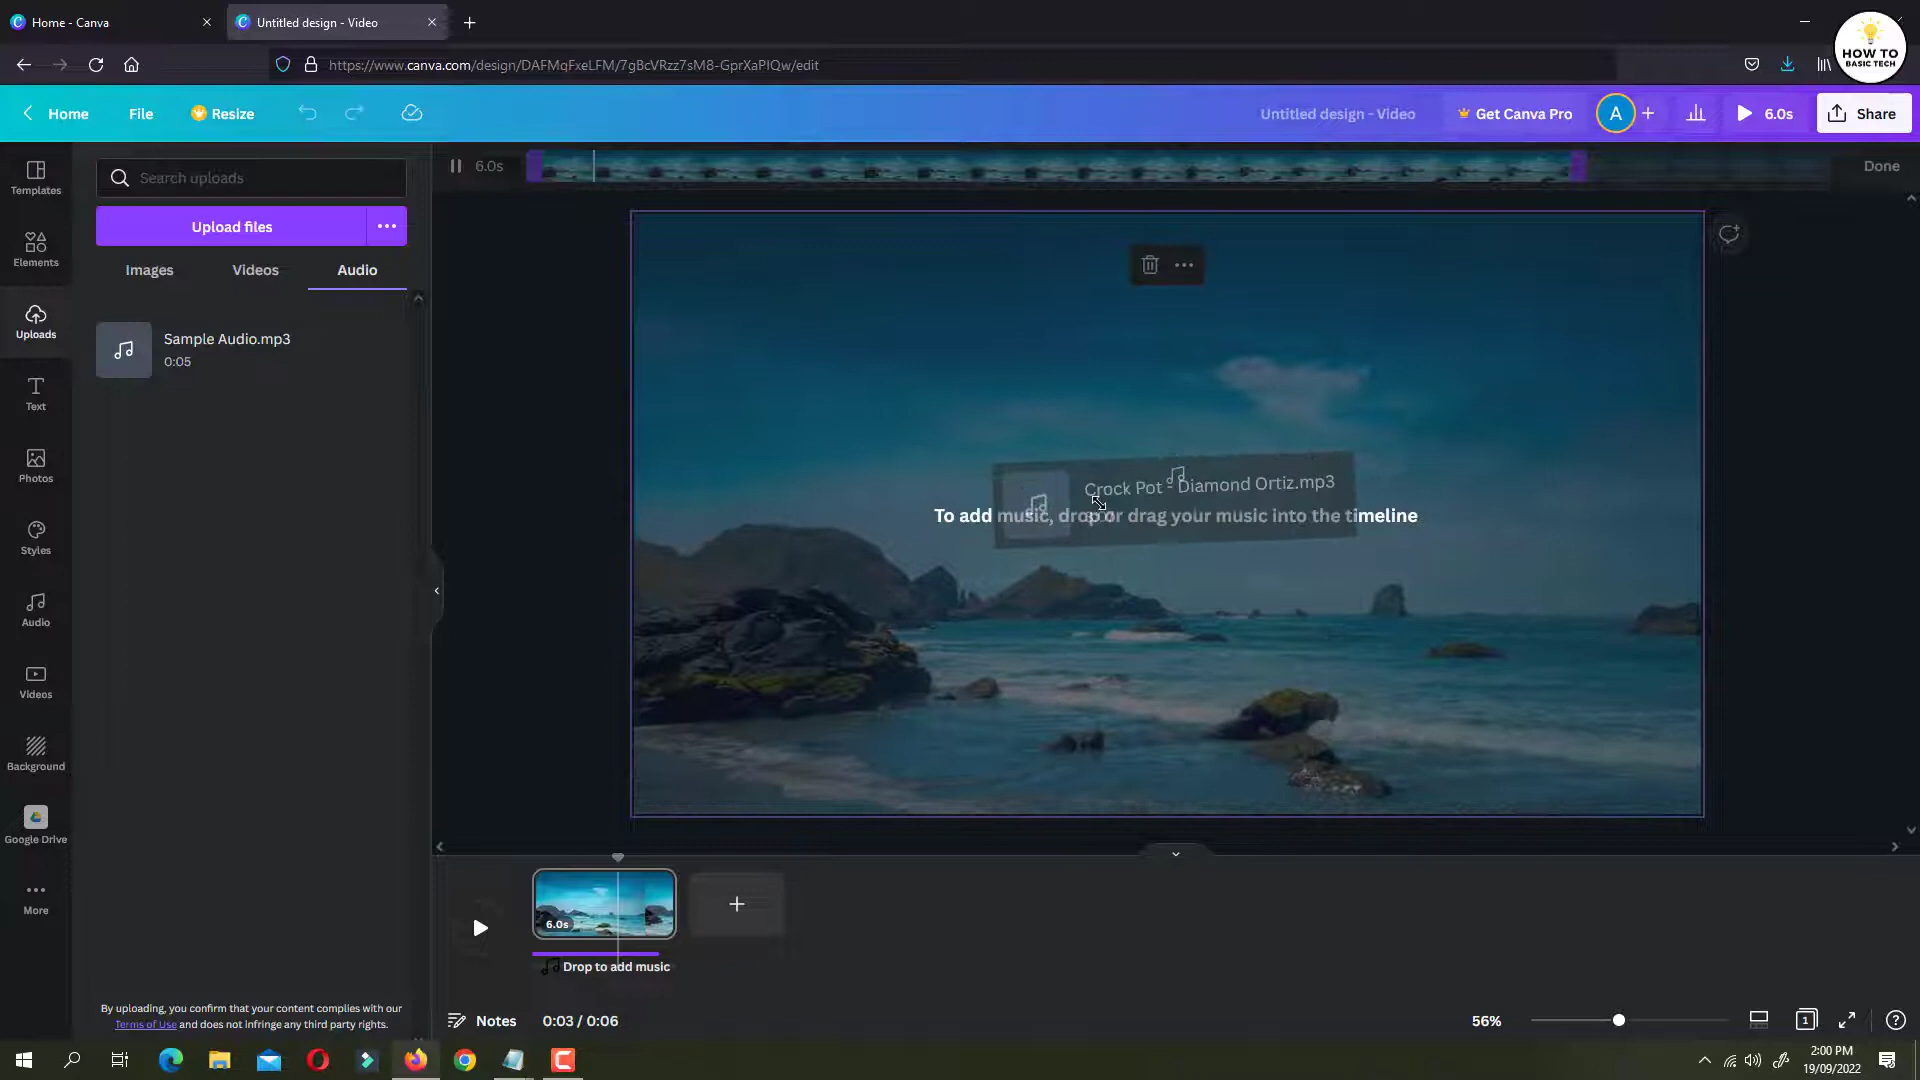 Home - Canva
Untitled design - Video
https://www.canva.com/design/DAFMqFxeLFM/7gBcVRzz7sM8-GprXaPIQw/edit
HOW TO
BASIC TECH
Home
File
Resize
Untitled design - Video
Get Canva Pro
A
6.0s
Share
Templates
Elements
Uploads
Text
Photos
Styles
Audio
Videos
Background
Google Drive
More
Search uploads
Upload files
Images
Videos
Audio
Sample Audio.mp3
0:05
By uploading, you confirm that your content complies with our
Terms of Use and does not infringe any third party rights.
6.0s
Done
Crock Pot - Diamond Ortiz.mp3
To add music, drop or drag your music into the timeline
6.0s
Drop to add music
Notes
0:03 / 0:06
56%
1
2:00 PM
19/09/2022